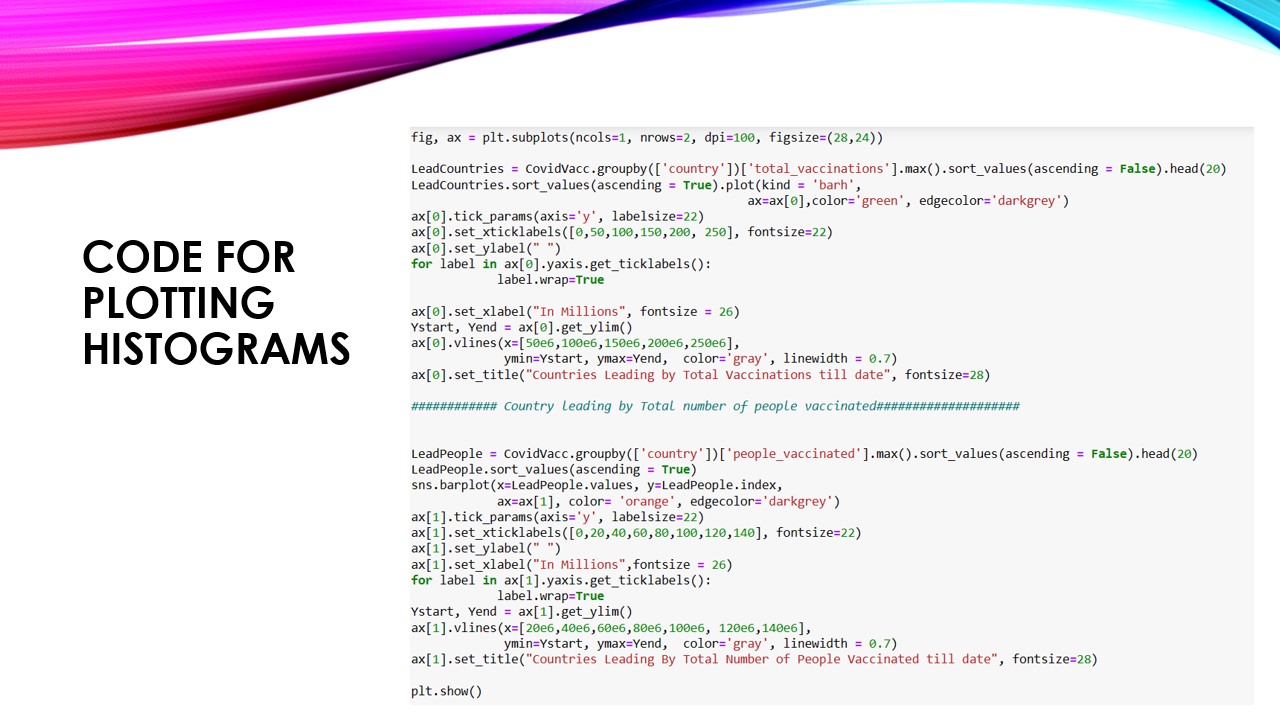 CODE FOR
PLOTTING
HISTOGRAMS
fig, ax = plt.subplots(ncols=1, nrows=2, dpi=100, figsize=(28,24))
LeadCountries = CovidVacc.groupby(['country'])['total_vaccinations'].max().sort_values(ascending = False).head(20)
LeadCountries.sort_values(ascending = True).plot(kind = 'barh',
ax=ax[0],color='green', edgecolor='darkgrey')
ax[0].tick_params(axis='y', labelsize=22)
ax[0].set_xticklabels([0,50,100,150,200, 250], fontsize=22)
ax[0].set_ylabel(" ")
for label in ax[0].yaxis.get_ticklabels():
label.wrap=True
ax[0].set_xlabel("In Millions", fontsize = 26)
Ystart, Yend = ax[0].get_ylim()
ax[0].vlines(x=[50e6,100e6,150e6,200e6,250e6],
ymin=Ystart, ymax=Yend,  color='gray', linewidth = 0.7)
ax[0].set_title("Countries Leading by Total Vaccinations till date", fontsize=28)
############ Country leading by Total number of people vaccinated####################
LeadPeople = CovidVacc.groupby(['country'])['people_vaccinated'].max().sort_values(ascending = False).head(20)
LeadPeople.sort_values(ascending = True)
sns.barplot(x=LeadPeople.values, y=LeadPeople.index,
ax=ax[1], color= 'orange', edgecolor='darkgrey')
ax[1].tick_params(axis='y', labelsize=22)
ax[1].set_xticklabels([0,20,40,60,80,100,120,140], fontsize=22)
ax[1].set_ylabel(" ")
ax[1].set_xlabel("In Millions",fontsize = 26)
for label in ax[1].yaxis.get_ticklabels():
label.wrap=True
Ystart, Yend = ax[1].get_ylim()
ax[1].vlines(x=[20e6,40e6,60e6,80e6,100e6, 120e6,140e6],
ymin=Ystart, ymax=Yend,  color='gray', linewidth = 0.7)
ax[1].set_title("Countries Leading By Total Number of People Vaccinated till date", fontsize=28)
plt.show()